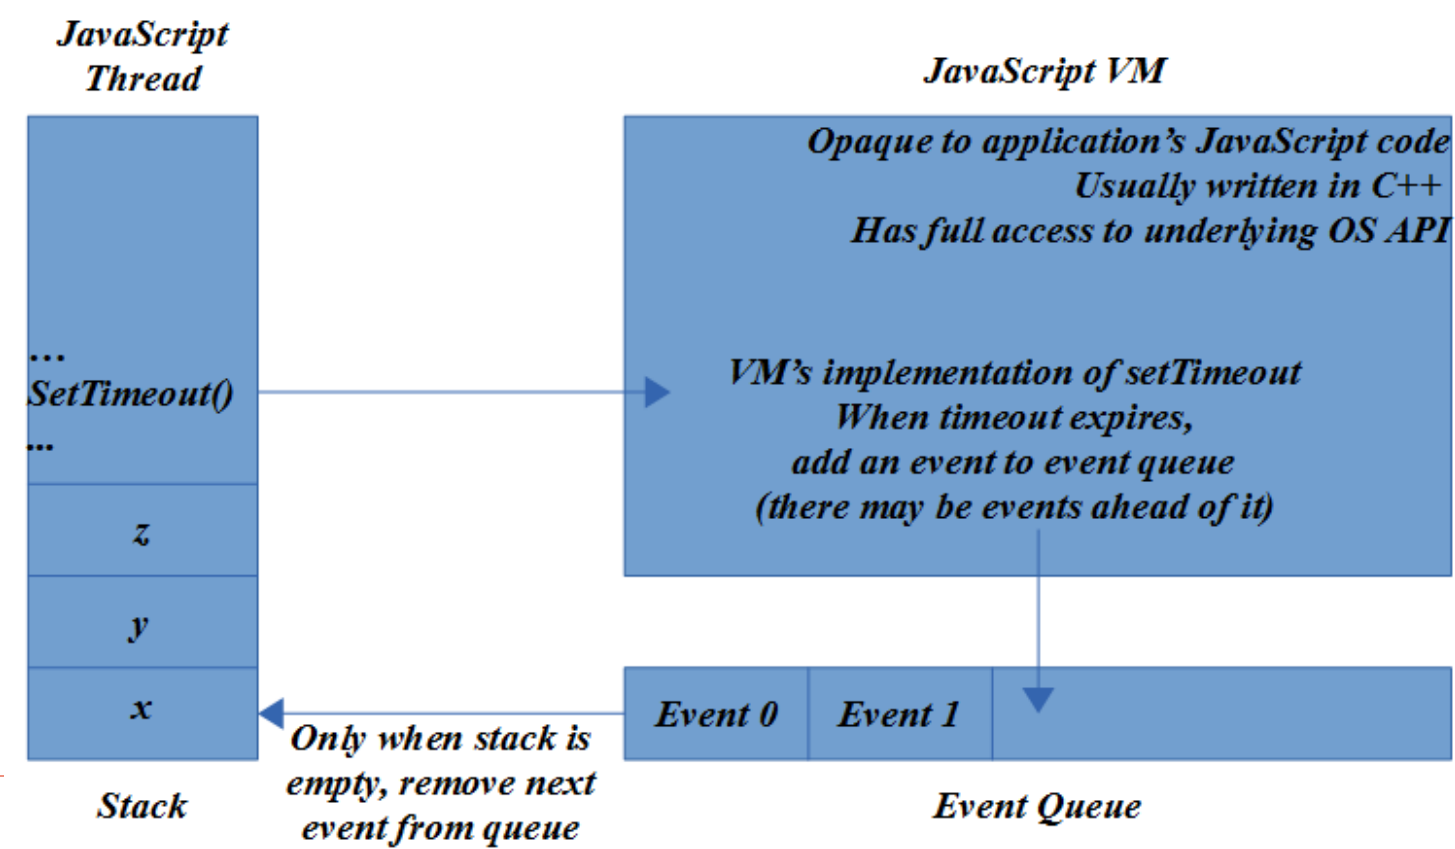 JavaScript
Thread
JavaScript VM
Opaque to application’s JavaScript code
Usually written in C++
Has full access to underlying OS API
…
SetTimeout()
...
VM’s implementation of setTimeout
When timeout expires,
add an event to event queue
(there may be events ahead of it)
z
y
x
Event 0
Event 1
Only when stack is
empty, remove next
event from queue
Stack
Event Queue